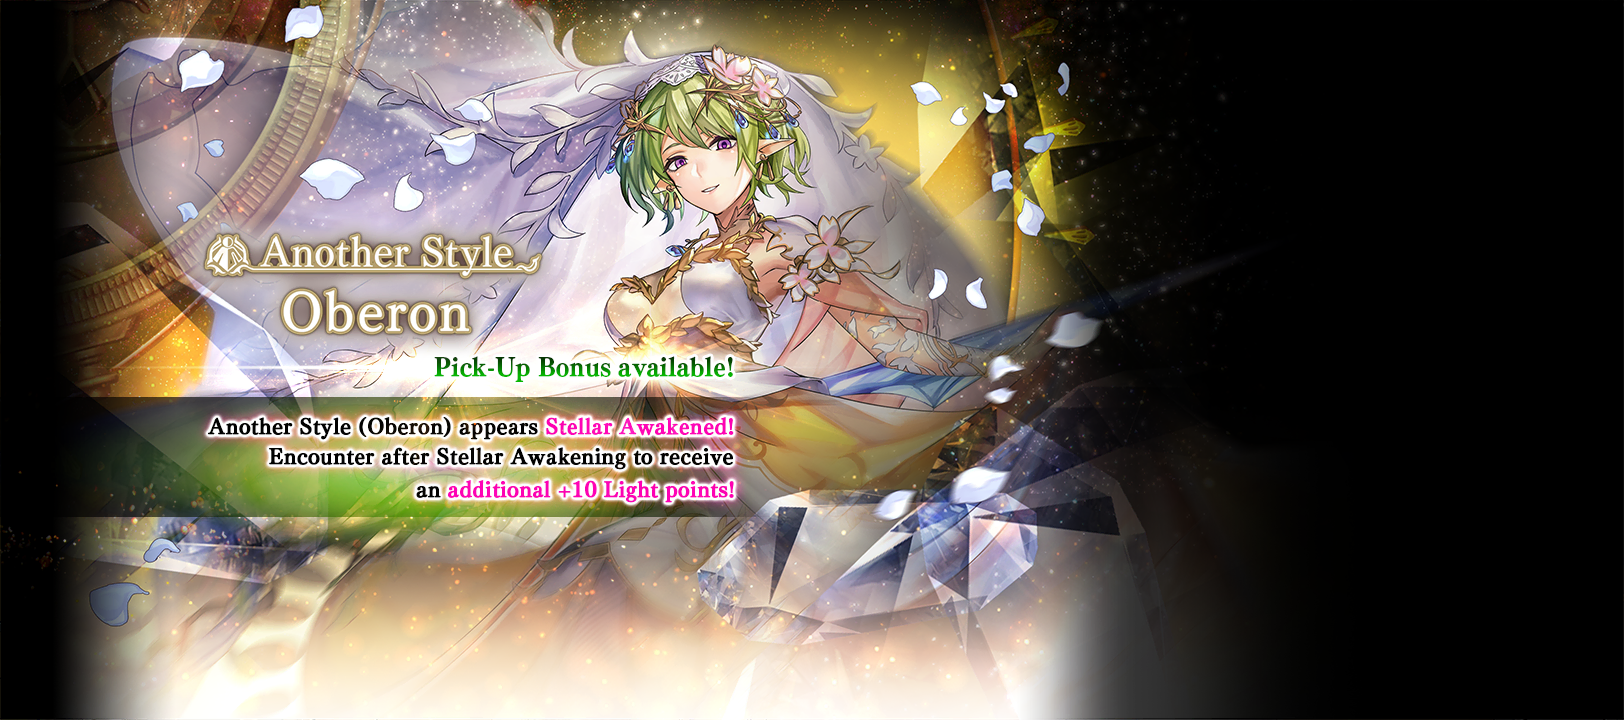 Another Style
Oberon
Pick-Up Bonus available!
Another Style (Oberon) appears Stellar Awakened!
Encounter after Stellar Awakening to receive
an additional +10 Light points!